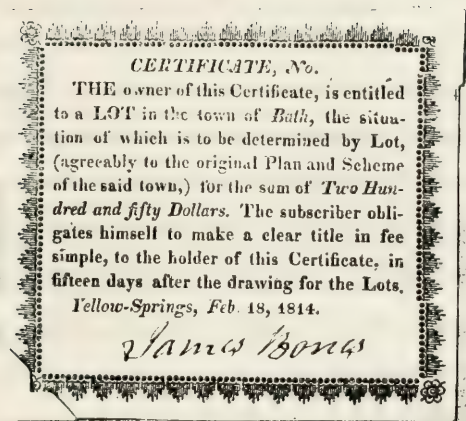 CERTIFICATE, No.
THE owner of this Certificate, is entitled
to a LOT in the town of Bath, the situa-
tion of which is to be determined by Lot,
(agreeably to the original Plan and Scheme
of the said town,) for the sum of Two Hun-
dred and fifty Dollars. The subscriber obli-
gates himself to make a clear title in fee
simple, to the holder of this Certificate, in
fifteen days after the drawing for the Lots.
Yellow-Springs, Feb. 18, 1814.
James Bones